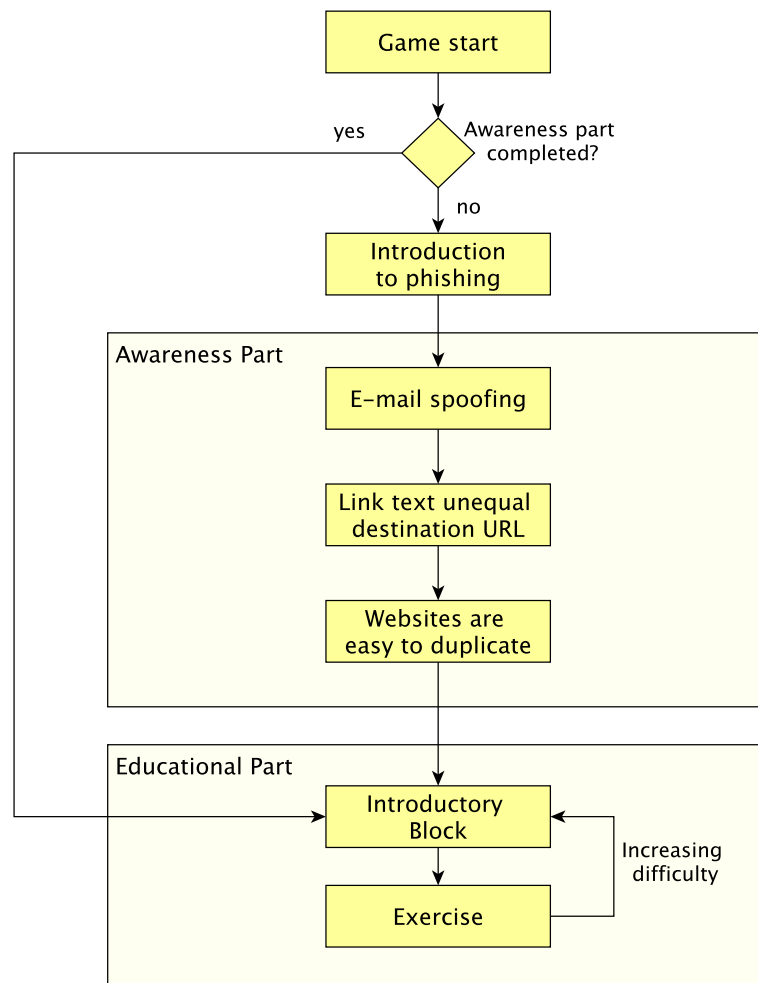 Game start
yes
Awareness part
completed?
no
Introduction
to phishing
Awareness Part
E-mail spoofing
Link text unequal
destination URL
Websites are
easy to duplicate
Educational Part
Introductory
Block
Increasing
difficulty
Exercise